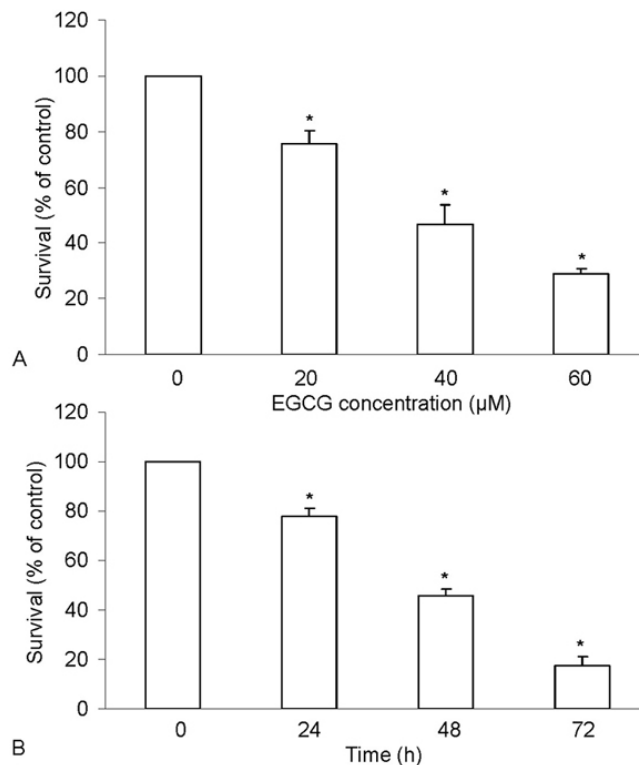 120
100
80
60
40
20
0
Survival (% of control)
*
*
*
A
0 20 40 60
EGCG concentration (µM)
120
100
80
60
40
20
0
Survival (% of control)
*
*
*
B
0 24 48 72
Time (h)